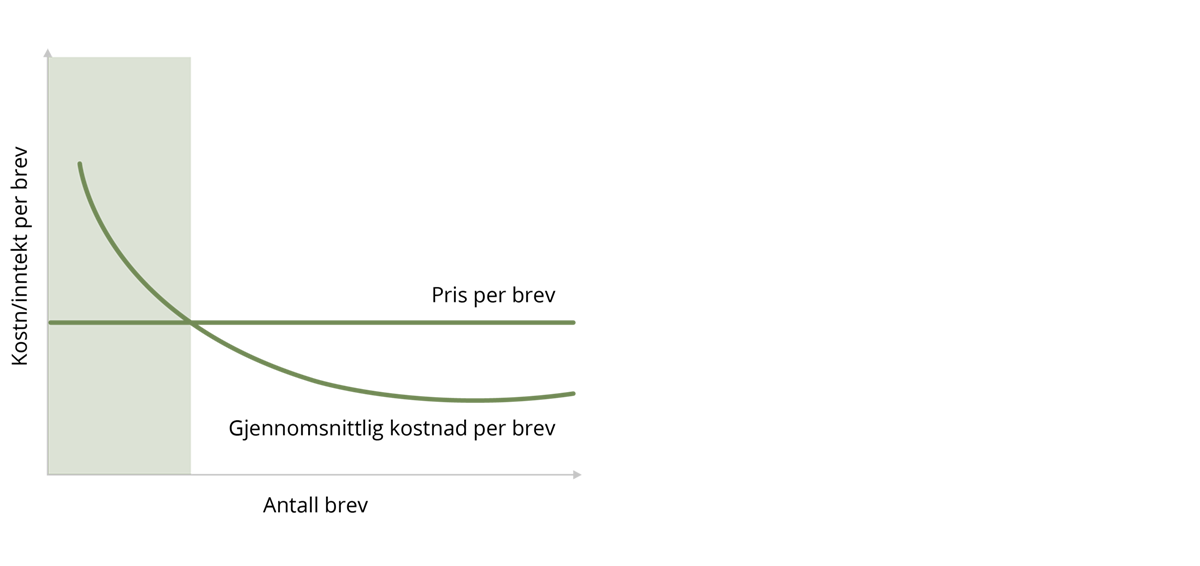 Kostn/inntekt per brev
Pris per brev
Gjennomsnittlig kostnad per brev
Antall brev